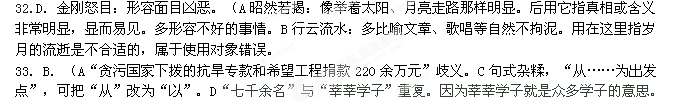 32.D. 金刚怒目：形容面目凶恶。（A昭然若揭：像举着太阳、月亮走路那样明显。后用它指真相或含义
非常明显，显而易见。多形容不好的事情。B行云流水：多比喻文章、歌唱等自然不拘泥。用在这里指岁
月的流逝是不合适的，属于使用对象错误。
33. B. （A“贪污国家下拨的抗旱专款和希望工程捐款 220 余万元”歧义。C 句式杂糅，“从……为出发
点”，可把“从”改为“以”。D“七千余名”与“莘莘学子”重复。因为莘莘学子就是众多学子的意思。